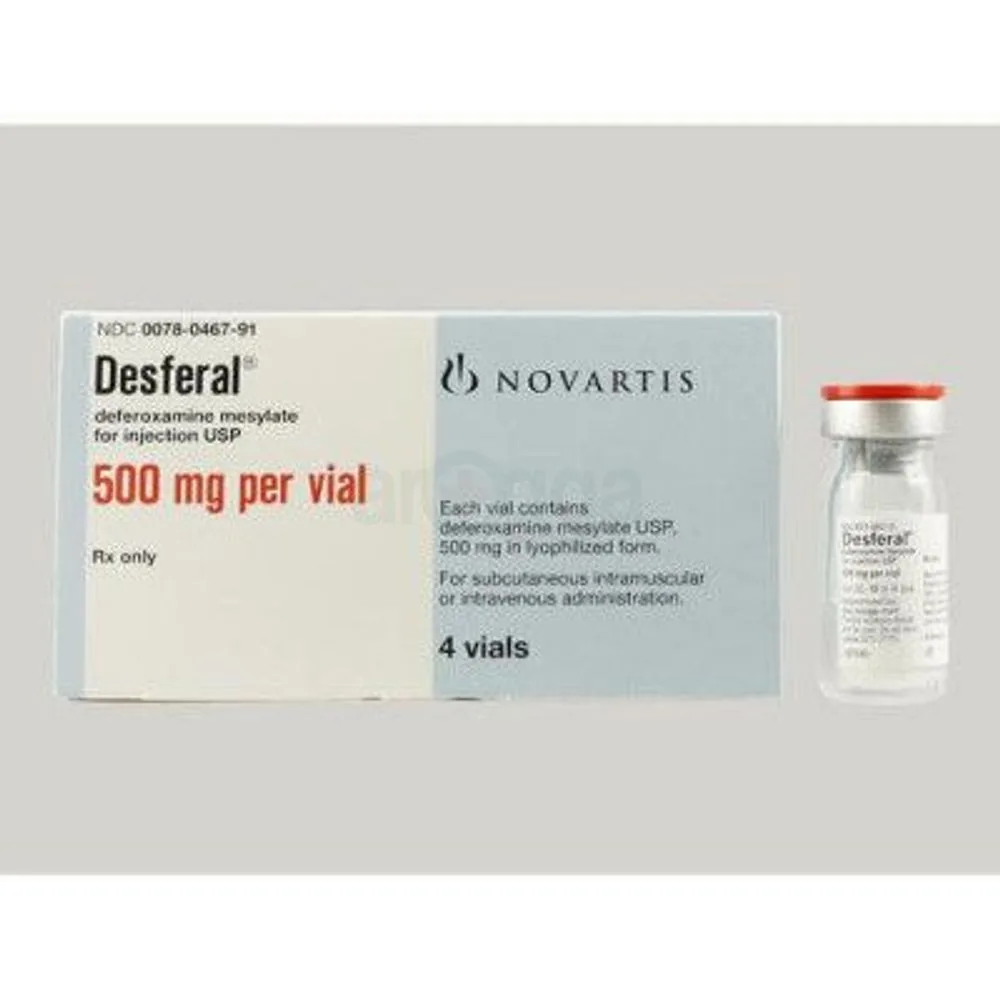 NDC 0078-0467-91
Desferal®
deferoxamine mesylate
for injection USP
500 mg per vial
Rx only
NOVARTIS
Each vial contains
deferoxamine mesylate USP,
500 mg in lyophilized form.
For subcutaneous intramuscular
or intravenous administration.
4 vials
arogga
Desferal®
500 mg per vial